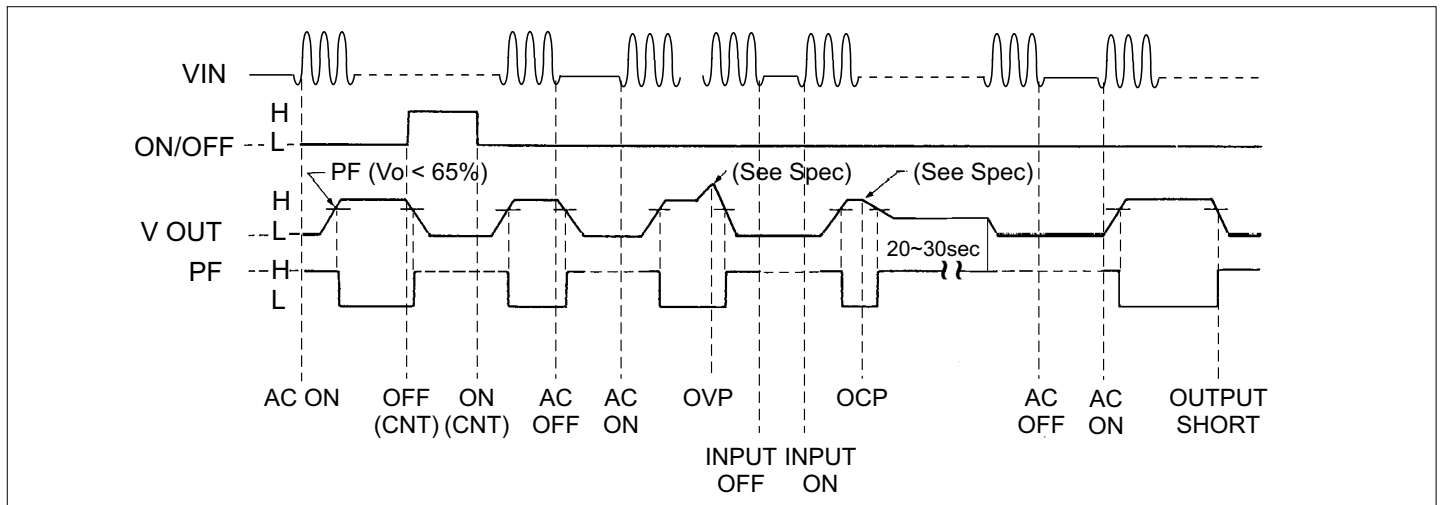 VIN
H
L
ON/OFF
PF (Vo < 65%)
(See Spec)
(See Spec)
H
V OUT
L
20~30sec
PF
H
L
AC ON
OFF
(CNT)
ON
(CNT)
AC
OFF
AC
ON
OVP
INPUT
OFF
INPUT
ON
OCP
AC
OFF
AC
ON
OUTPUT
SHORT